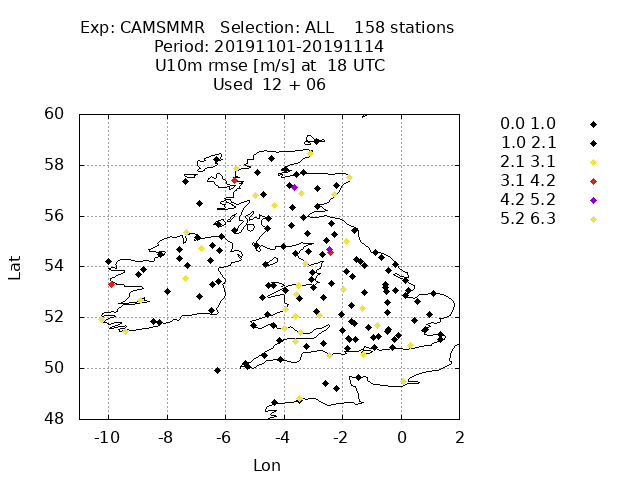 Exp: CAMSMMR   Selection: ALL    158 stations
Period: 20191101-20191114
U10m rmse [m/s] at  18 UTC
Used  12 + 06
60
58
56
54
52
50
48
Lat
-10 -8 -6 -4 -2 0 2
Lon
0.0 1.0
1.0 2.1
2.1 3.1
3.1 4.2
4.2 5.2
5.2 6.3